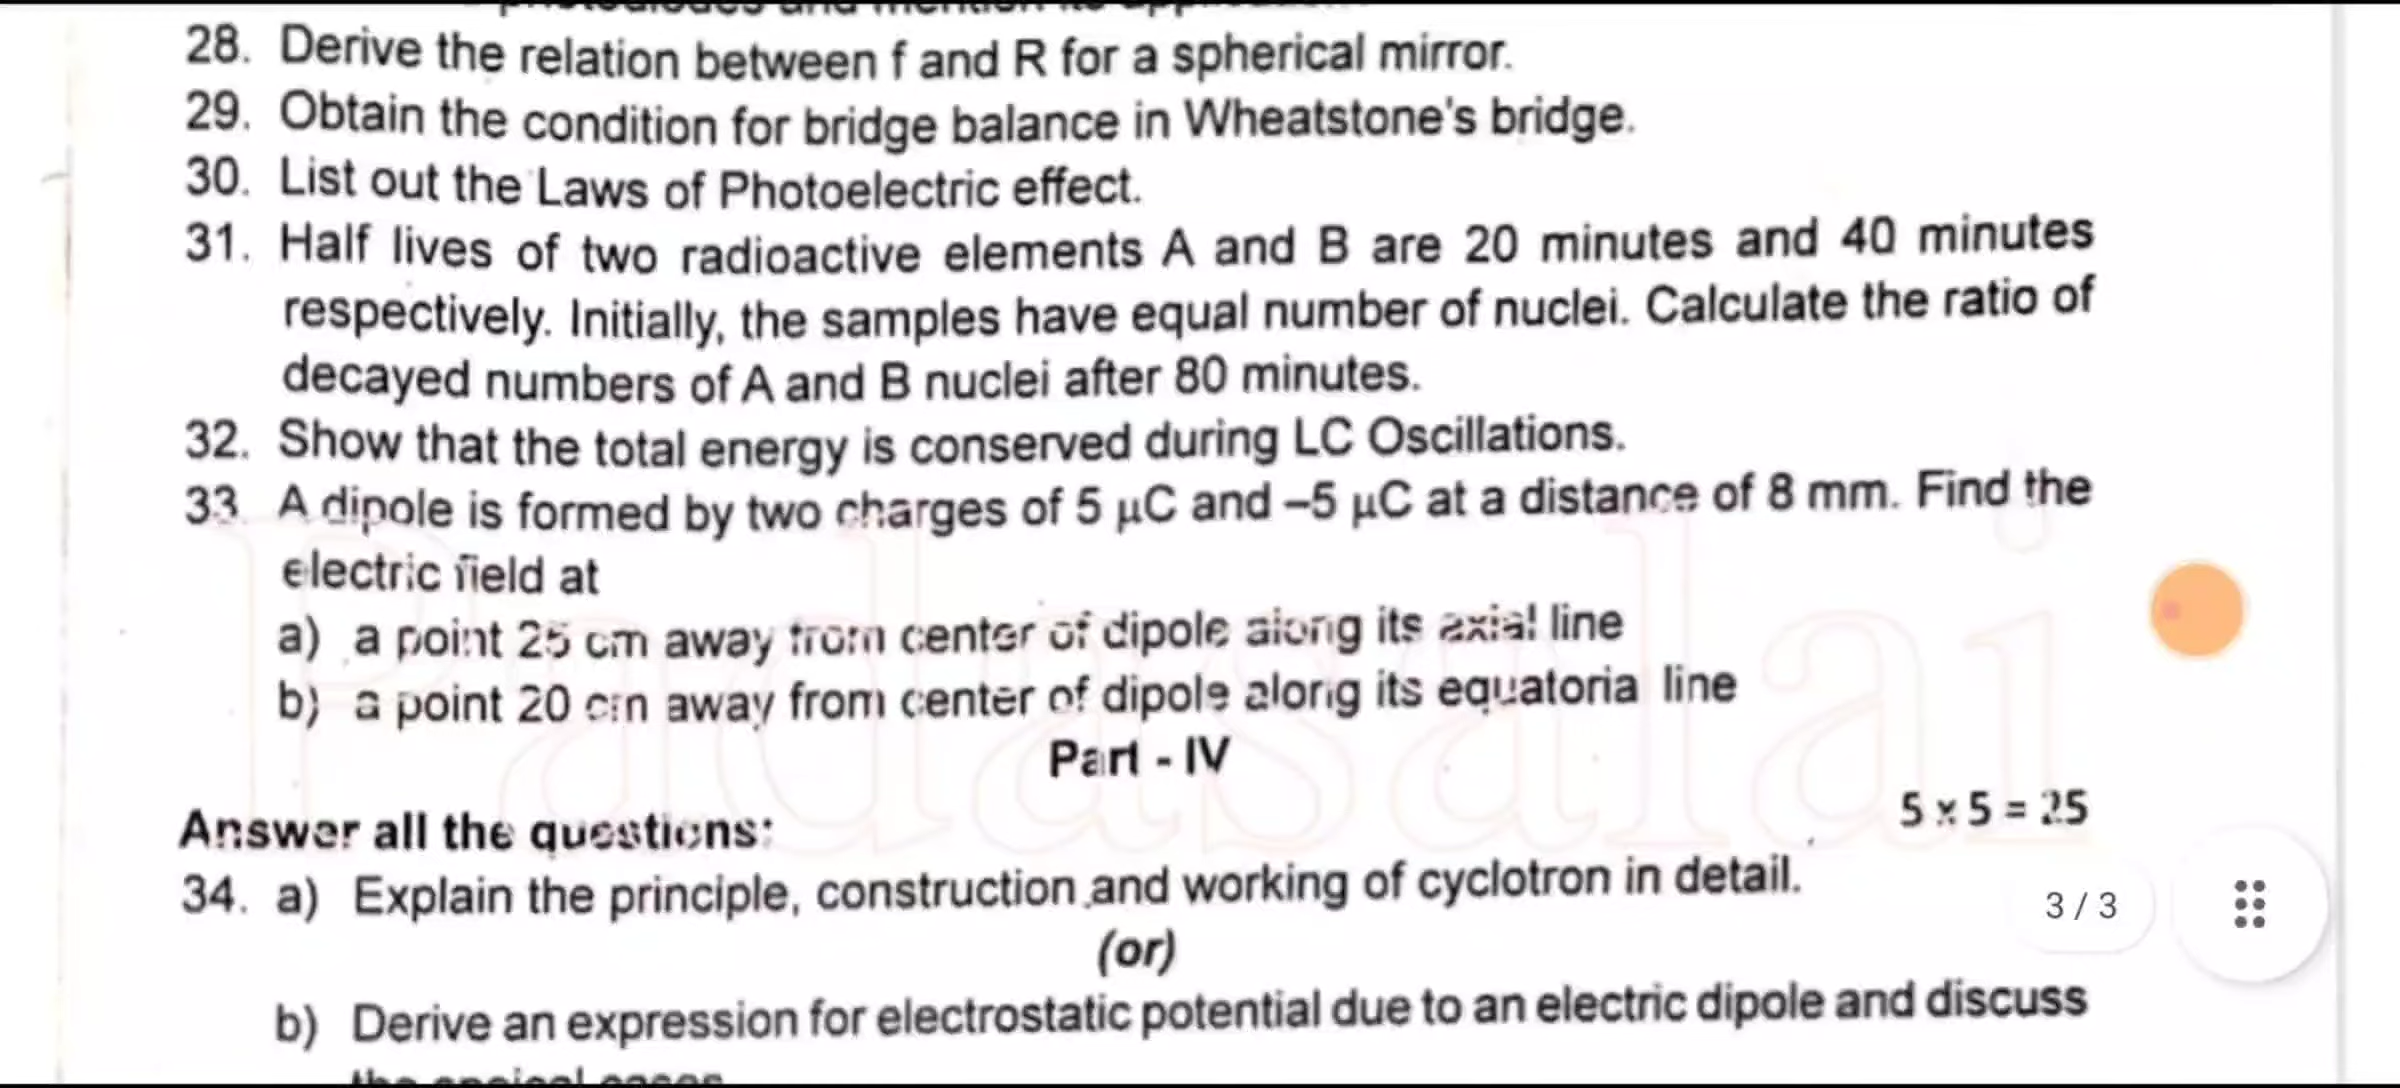 28. Derive the relation between f and R for a spherical mirror.
29. Obtain the condition for bridge balance in Wheatstone's bridge.
30. List out the Laws of Photoelectric effect.
31. Half lives of two radioactive elements A and B are 20 minutes and 40 minutes
respectively. Initially, the samples have equal number of nuclei. Calculate the ratio of
decayed numbers of A and B nuclei after 80 minutes.
32. Show that the total energy is conserved during LC Oscillations.
33. A dipole is formed by two charges of 5 µC and –5 µC at a distance of 8 mm. Find the
electric field at
a) a point 25 cm away from center of dipole along its axial line
b) a point 20 cm away from center of dipole along its equatoria line
Part - IV
Answer all the questions:
5 × 5 = 25
34. a) Explain the principle, construction and working of cyclotron in detail.
3 / 3
(or)
b) Derive an expression for electrostatic potential due to an electric dipole and discuss
Padasalai